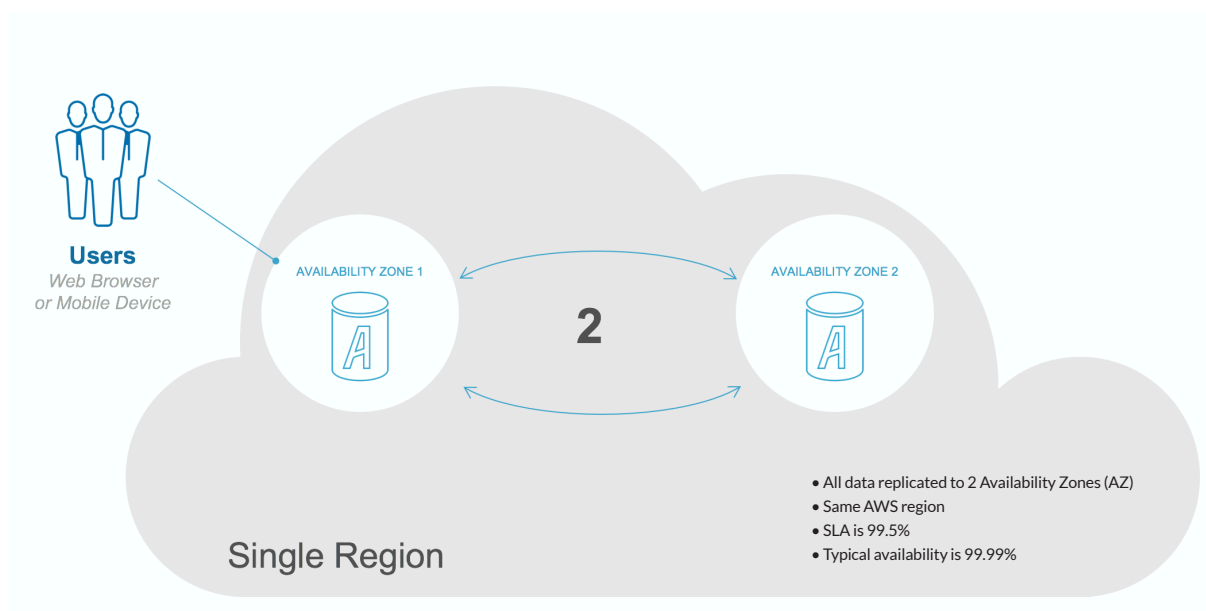 Users
Web Browser
or Mobile Device
AVAILABILITY ZONE 1
A
2
AVAILABILITY ZONE 2
A
• All data replicated to 2 Availability Zones (AZ)
• Same AWS region
• SLA is 99.5%
• Typical availability is 99.99%
Single Region